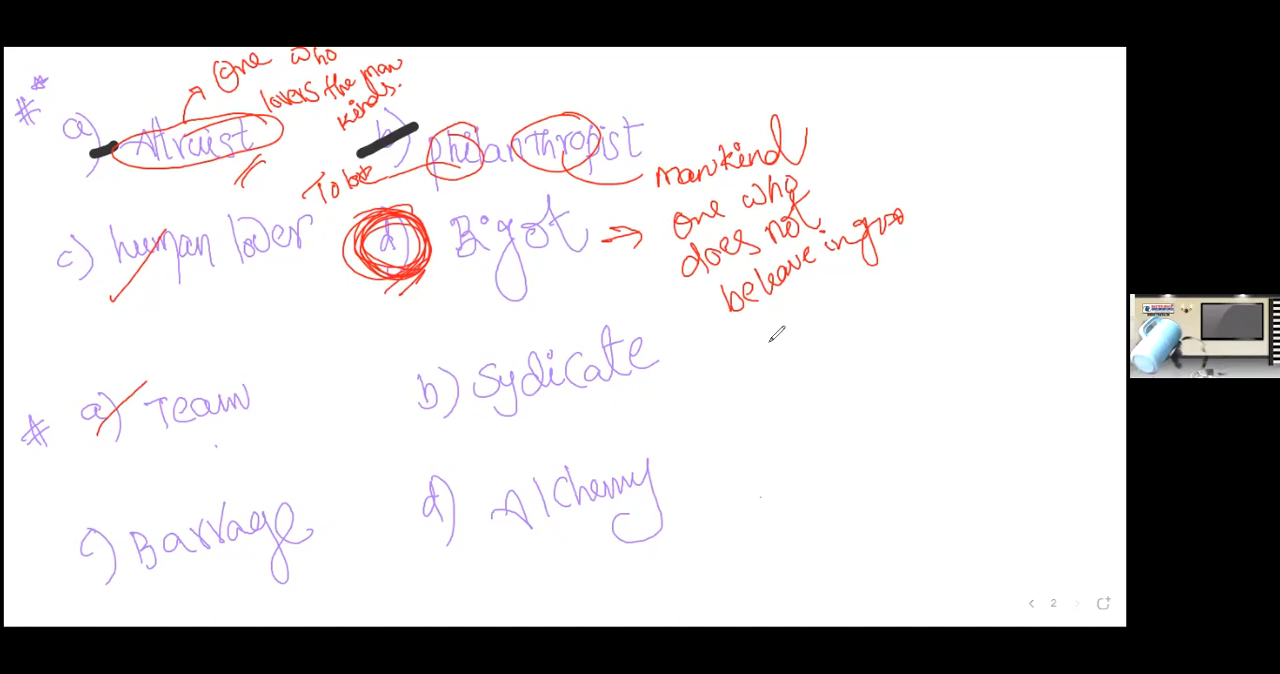 One who
lovers the man
kinds.
# a) Altruist b) philanthropist
To
mankind
c) human lover d) Bigot → one who
does not
beleave in
# a) Team b) Sydicate
c) Barrage d) Alchemy
2